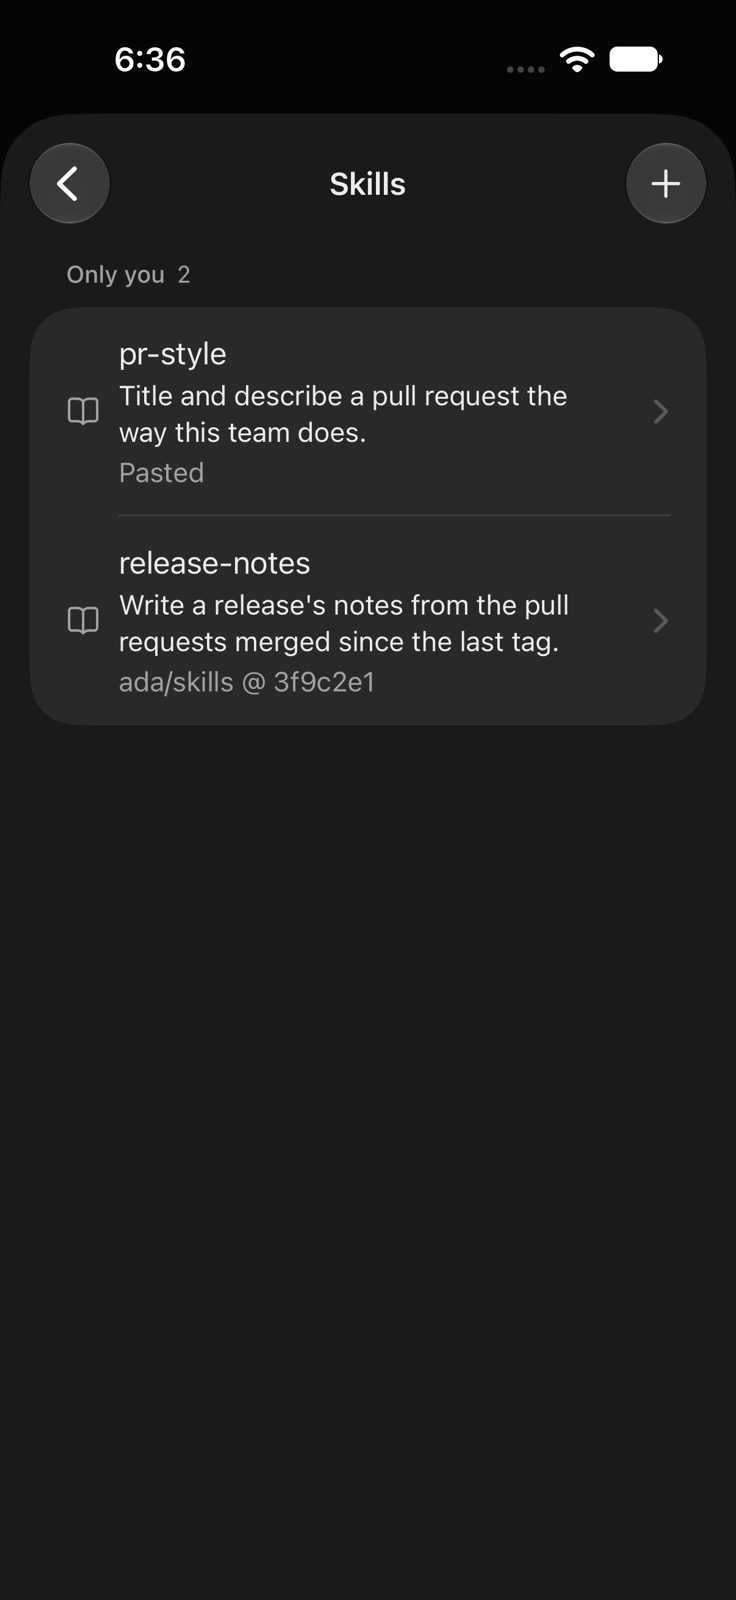 6:36
Skills
Only you 2
pr-style
Title and describe a pull request the
way this team does.
Pasted
release-notes
Write a release's notes from the pull
requests merged since the last tag.
ada/skills @ 3f9c2e1